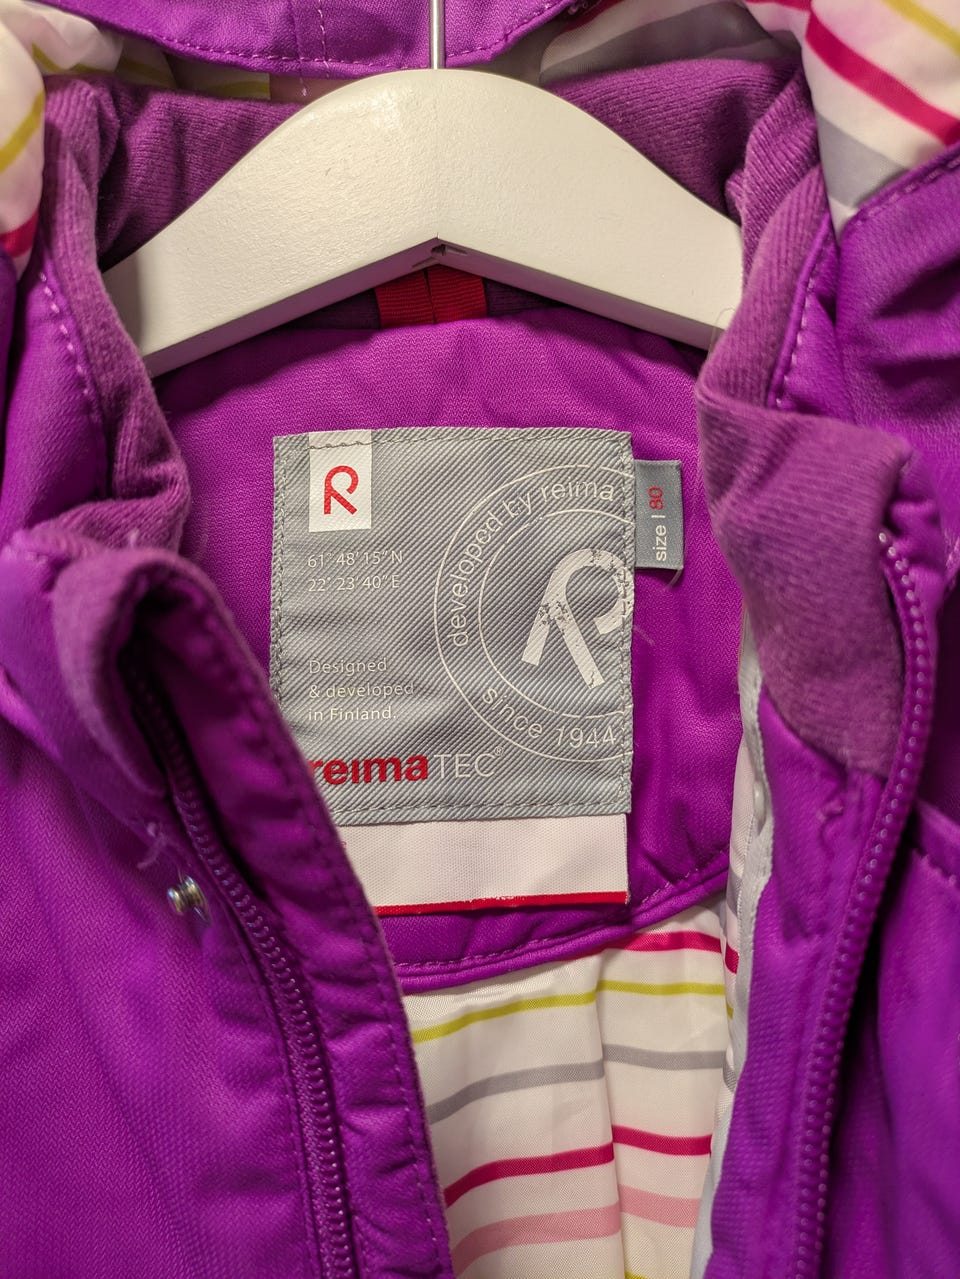 R
61° 48' 15" N
22° 23' 40" E
developed by reima
since 1944
R
size | 80
Designed
& developed
in Finland.
reimaTEC®